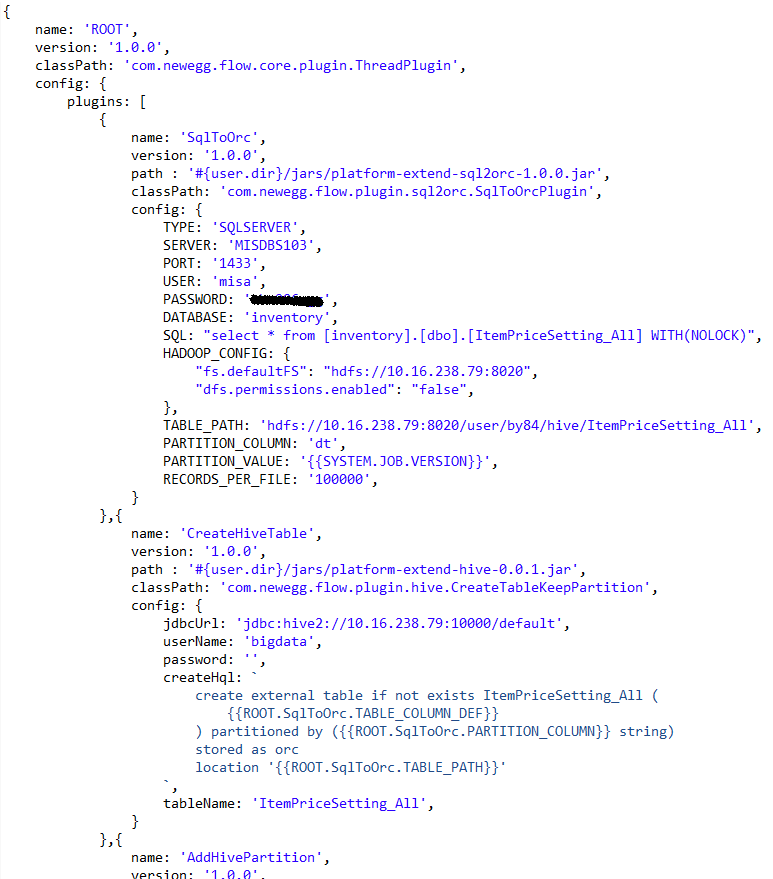 {
    name: 'ROOT',
    version: '1.0.0',
    classPath: 'com.newegg.flow.core.plugin.ThreadPlugin',
    config: {
        plugins: [
            {
                name: 'SqlToOrc',
                version: '1.0.0',
                path : '#{user.dir}/jars/platform-extend-sql2orc-1.0.0.jar',
                classPath: 'com.newegg.flow.plugin.sql2orc.SqlToOrcPlugin',
                config: {
                    TYPE: 'SQLSERVER',
                    SERVER: 'MISDBS103',
                    PORT: '1433',
                    USER: 'misa',
                    PASSWORD: '',
                    DATABASE: 'inventory',
                    SQL: "select * from [inventory].[dbo].[ItemPriceSetting_All] WITH(NOLOCK)",
                    HADOOP_CONFIG: {
                        "fs.defaultFS": "hdfs://10.16.238.79:8020",
                        "dfs.permissions.enabled": "false",
                    },
                    TABLE_PATH: 'hdfs://10.16.238.79:8020/user/by84/hive/ItemPriceSetting_All',
                    PARTITION_COLUMN: 'dt',
                    PARTITION_VALUE: '{{SYSTEM.JOB.VERSION}}',
                    RECORDS_PER_FILE: '100000',
                }
            },{
                name: 'CreateHiveTable',
                version: '1.0.0',
                path : '#{user.dir}/jars/platform-extend-hive-0.0.1.jar',
                classPath: 'com.newegg.flow.plugin.hive.CreateTableKeepPartition',
                config: {
                    jdbcUrl: 'jdbc:hive2://10.16.238.79:10000/default',
                    userName: 'bigdata',
                    password: '',
                    createHql: `
                        create external table if not exists ItemPriceSetting_All (
                            {{ROOT.SqlToOrc.TABLE_COLUMN_DEF}}
                        ) partitioned by ({{ROOT.SqlToOrc.PARTITION_COLUMN}} string)
                        stored as orc
                        location '{{ROOT.SqlToOrc.TABLE_PATH}}'
                    `,
                    tableName: 'ItemPriceSetting_All',
                }
            },{
                name: 'AddHivePartition',
                version: '1.0.0',